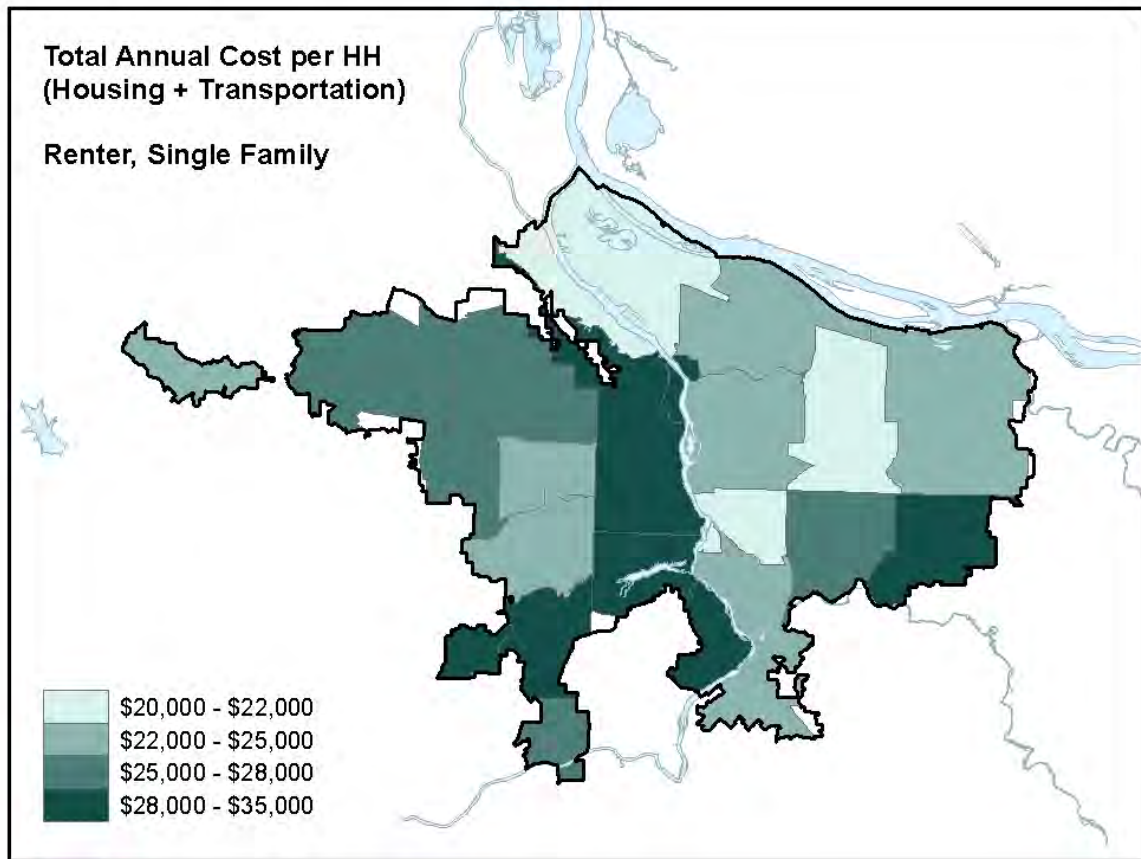 Total Annual Cost per HH
(Housing + Transportation)
Renter, Single Family
$20,000 - $22,000
$22,000 - $25,000
$25,000 - $28,000
$28,000 - $35,000